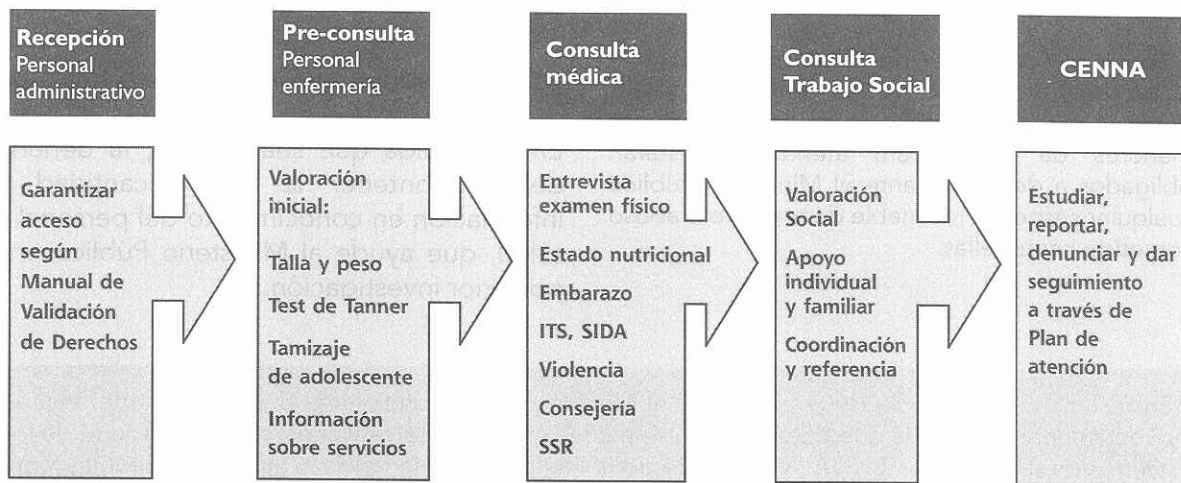 Recepción
Personal
administrativo
Pre-consulta
Personal
enfermería
Consultá
médica
Consulta
Trabajo Social
CENNA
Garantizar
acceso
según
Manual de
Validación
de Derechos
Valoración
inicial:
Talla y peso
Test de Tanner
Tamizaje
de adolescente
Información
sobre servicios
Entrevista
examen físico
Estado nutricional
Embarazo
ITS, SIDA
Violencia
Consejería
SSR
Valoración
Social
Apoyo
individual
y familiar
Coordinación
y referencia
Estudiar,
reportar,
denunciar y dar
seguimiento
a través de
Plan de
atención